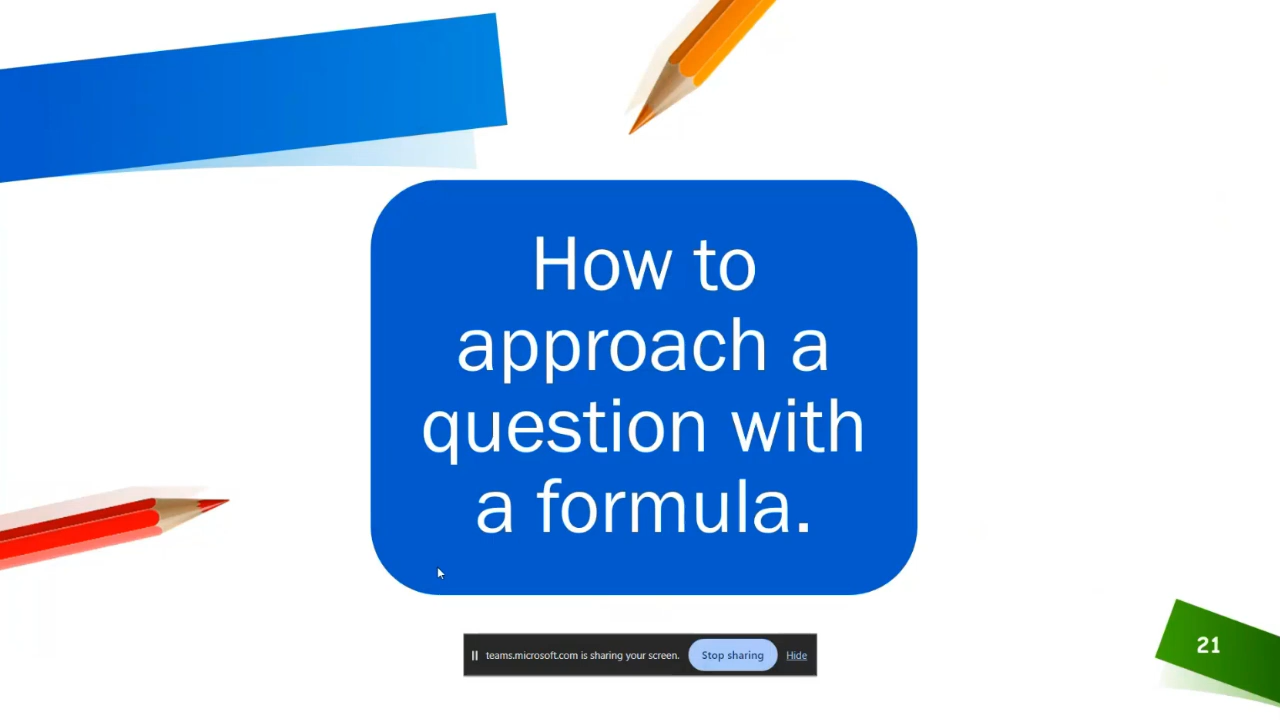 How to
approach a
question with
a formula.
teams.microsoft.com is sharing your screen. Stop sharing Hide
21